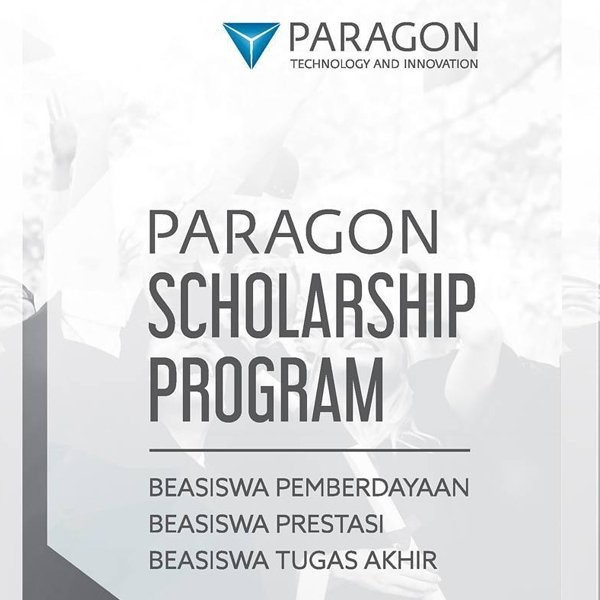 PARAGON
TECHNOLOGY AND INNOVATION
PARAGON
SCHOLARSHIP
PROGRAM
BEASISWA PEMBERDAYAAN
BEASISWA PRESTASI
BEASISWA TUGAS AKHIR